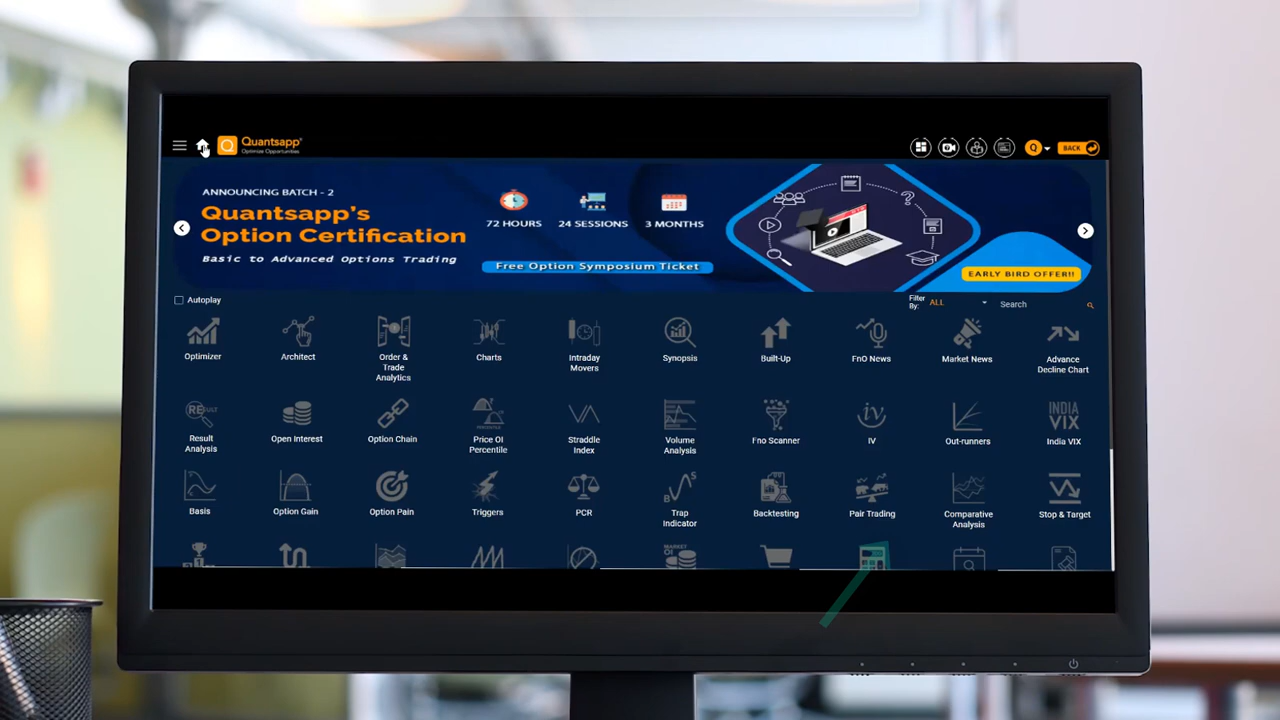 Quantsapp
Optimize Opportunities
Q
BACK
ANNOUNCING BATCH - 2
Quantsapp's
Option Certification
Basic to Advanced Options Trading
72 HOURS
24 SESSIONS
3 MONTHS
Free Option Symposium Ticket
EARLY BIRD OFFER!!
Autoplay
Filter By: ALL
Search
Optimizer
Architect
Order & Trade Analytics
Charts
Intraday Movers
Synopsis
Built-Up
FnO News
Market News
Advance Decline Chart
Result Analysis
Open Interest
Option Chain
Price OI Percentile
Straddle Index
Volume Analysis
Fno Scanner
IV
Out-runners
INDIA VIX
India VIX
Basis
Option Gain
Option Pain
Triggers
PCR
Trap Indicator
Backtesting
Pair Trading
Comparative Analysis
Stop & Target
MARKET OI